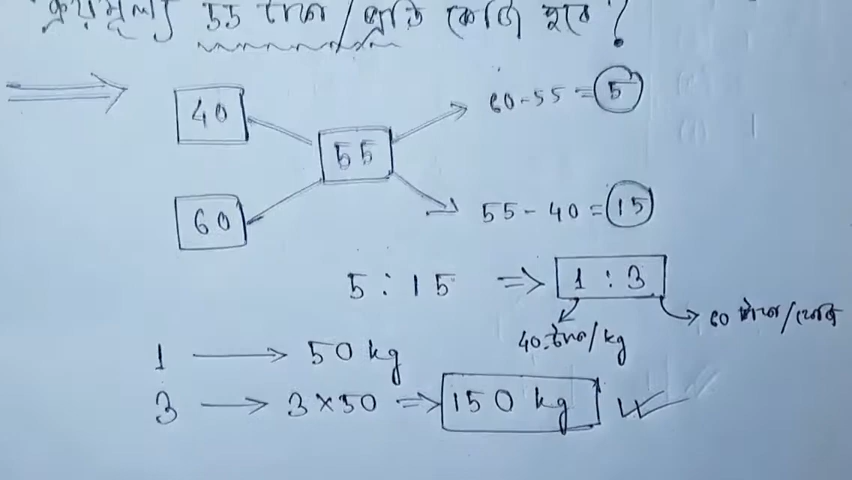 ক্রয়মূল্য 55 টাকা / প্রতি কেজি হবে ?
40
60-55 = 5
55
60
55 - 40 = 15
5 : 15 ⇒ 1 : 3
40 টাকা/kg
60 টাকা/কেজি
1 → 50 kg
3 → 3×50 ⇒ 150 kg